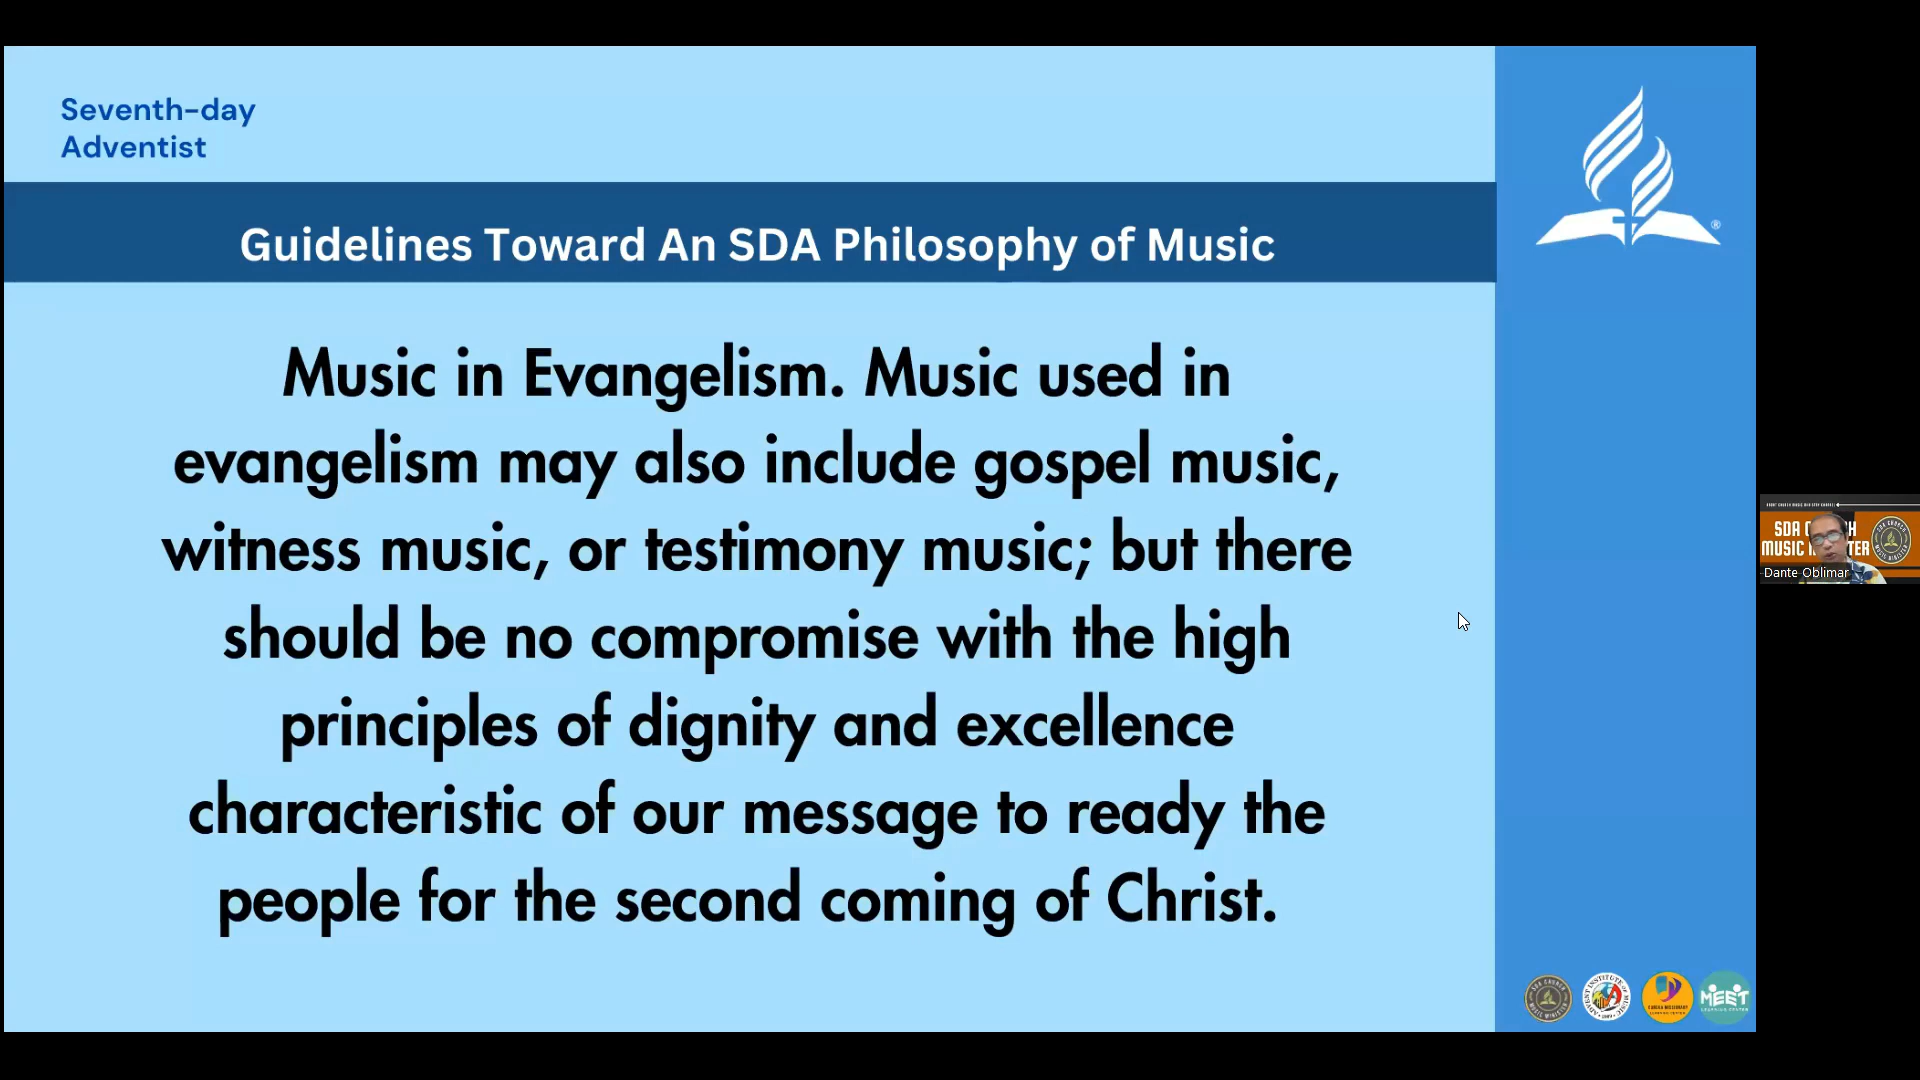 Seventh-day
Adventist
Guidelines Toward An SDA Philosophy of Music
Music in Evangelism. Music used in
evangelism may also include gospel music,
witness music, or testimony music; but there
should be no compromise with the high
principles of dignity and excellence
characteristic of our message to ready the
people for the second coming of Christ.
®
Dante Oblimar
MEET